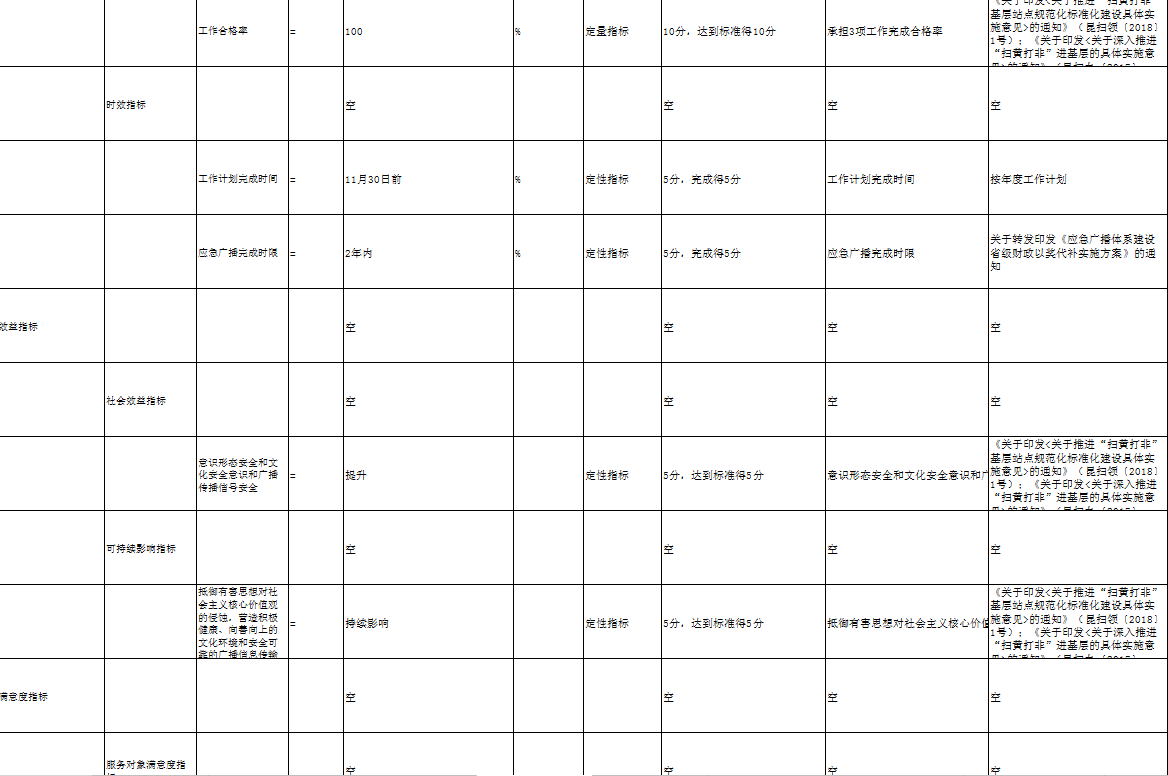 《关于印发<关于推进“扫黄打非”
基层站点规范化标准化建设具体实
施意见>的通知》（昆扫领〔2018〕
1号）；《关于印发<关于深入推进
“扫黄打非”进基层的具体实施意
工作合格率 = 100 % 定量指标 10分，达到标准得10分 承担3项工作完成合格率
时效指标 空 空 空 空
工作计划完成时间 = 11月30日前 % 定性指标 5分，完成得5分 工作计划完成时间 按年度工作计划
应急广播完成时限 = 2年内 % 定性指标 5分，完成得5分 应急广播完成时限
关于转发印发《应急广播体系建设
省级财政以奖代补实施方案》的通
知
效益指标 空 空 空 空
社会效益指标 空 空 空 空
意识形态安全和文
化安全意识和广播
传播信号安全
= 提升 定性指标 5分，达到标准得5分 意识形态安全和文化安全意识和广
《关于印发<关于推进“扫黄打非”
基层站点规范化标准化建设具体实
施意见>的通知》（昆扫领〔2018〕
1号）；《关于印发<关于深入推进
“扫黄打非”进基层的具体实施意
可持续影响指标 空 空 空 空
抵御有害思想对社
会主义核心价值观
的侵蚀，营造积极
健康、向善向上的
文化环境和安全可
靠的广播信息传输
= 持续影响 定性指标 5分，达到标准得5分 抵御有害思想对社会主义核心价值
《关于印发<关于推进“扫黄打非”
基层站点规范化标准化建设具体实
施意见>的通知》（昆扫领〔2018〕
1号）；《关于印发<关于深入推进
“扫黄打非”进基层的具体实施意
满意度指标 空 空 空 空
服务对象满意度指 空 空 空 空